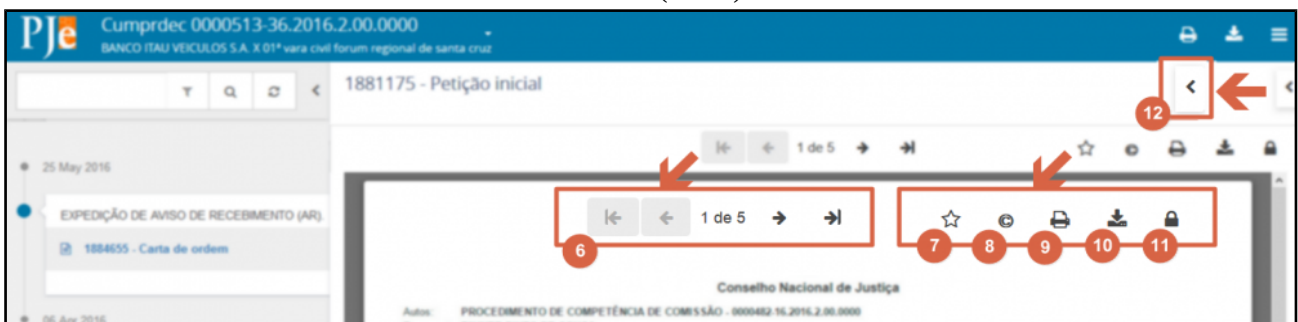 PJe
Cumprdec 0000513-36.2016.2.00.0000
BANCO ITAU VEICULOS S.A. X 01ª vara civil forum regional de santa cruz
1881175 - Petição inicial
12
1 de 5
25 May 2016
EXPEDIÇÃO DE AVISO DE RECEBIMENTO (AR).
1884655 - Carta de ordem
1 de 5
6
7
8
9
10
11
Conselho Nacional de Justiça
Autos: PROCEDIMENTO DE COMPETÊNCIA DE COMISSÃO - 0000482-16.2016.2.00.0000
06 Apr 2016